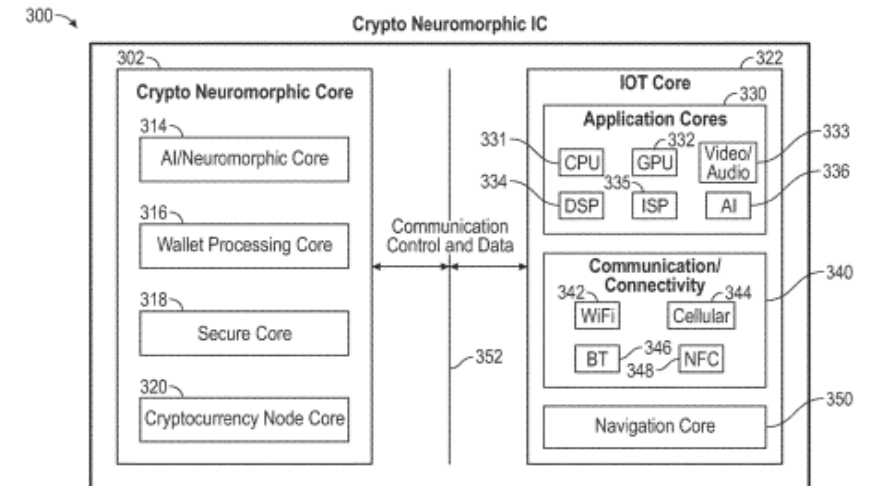 300
Crypto Neuromorphic IC
302
Crypto Neuromorphic Core
314
AI/Neuromorphic Core
316
Wallet Processing Core
318
Secure Core
320
Cryptocurrency Node Core
Communication
Control and Data
352
322
IOT Core
330
Application Cores
331
CPU
332
GPU
333
Video/
Audio
334
DSP
335
ISP
336
AI
340
Communication/
Connectivity
342
WiFi
344
Cellular
346
BT
348
NFC
350
Navigation Core